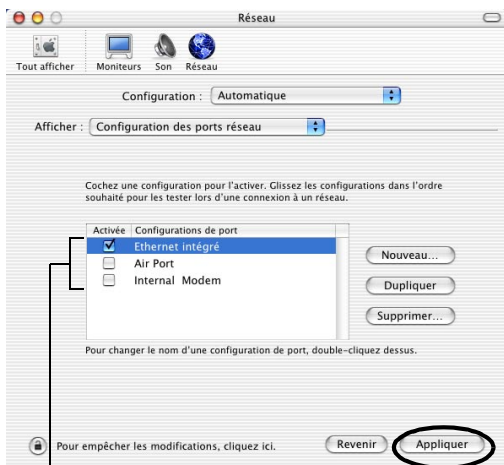 Réseau
Tout afficher Moniteurs Son Réseau
Configuration : Automatique
Afficher : Configuration des ports réseau
Cochez une configuration pour l'activer. Glissez les configurations dans l'ordre
souhaité pour les tester lors d'une connexion à un réseau.
Activée Configurations de port
Ethernet intégré
Air Port
Internal Modem
Nouveau...
Dupliquer
Supprimer...
Pour changer le nom d'une configuration de port, double-cliquez dessus.
Pour empêcher les modifications, cliquez ici.
Revenir Appliquer